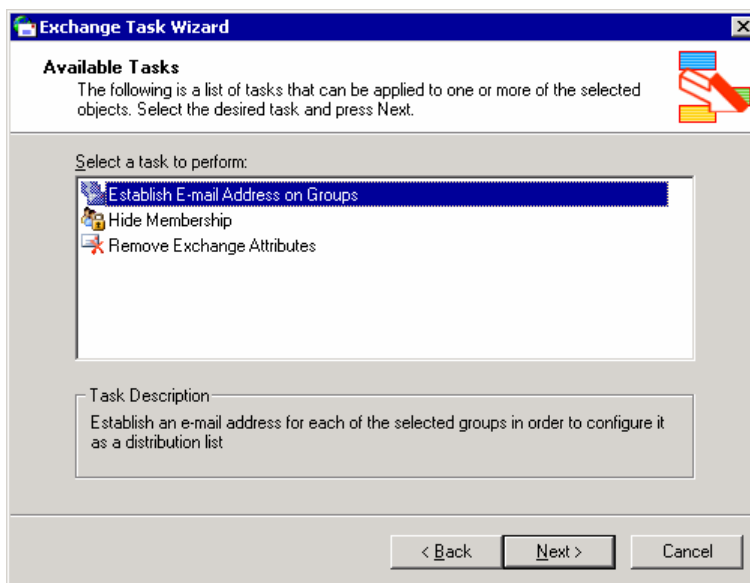 Exchange Task Wizard
Available Tasks
The following is a list of tasks that can be applied to one or more of the selected
objects. Select the desired task and press Next.
Select a task to perform:
Establish E-mail Address on Groups
Hide Membership
Remove Exchange Attributes
Task Description
Establish an e-mail address for each of the selected groups in order to configure it
as a distribution list
< Back
Next >
Cancel